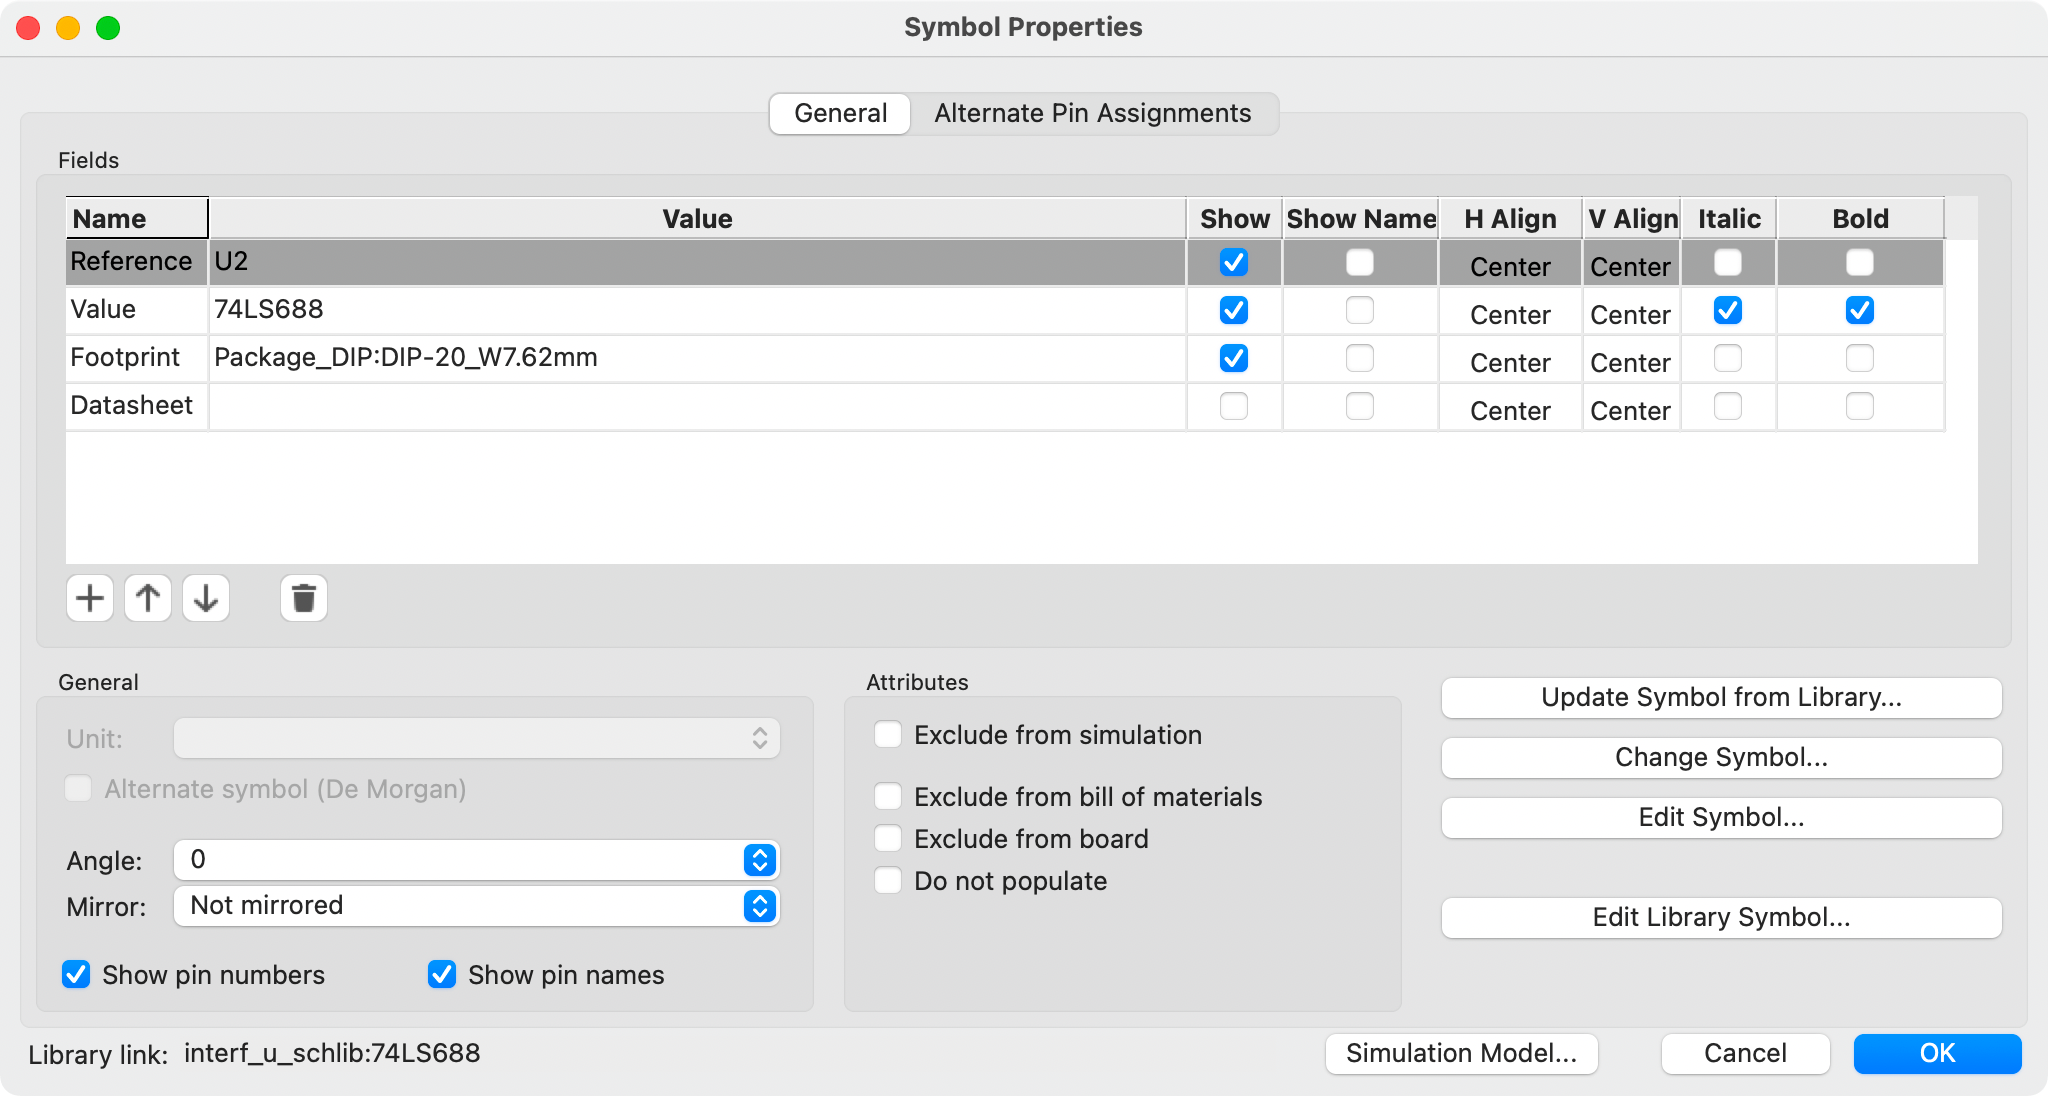 Symbol Properties
General Alternate Pin Assignments
Fields
Name Value Show Show Name H Align V Align Italic Bold
Reference U2 Center Center
Value 74LS688 Center Center
Footprint Package_DIP:DIP-20_W7.62mm Center Center
Datasheet Center Center
General
Unit:
Alternate symbol (De Morgan)
Angle: 0
Mirror: Not mirrored
Show pin numbers Show pin names
Attributes
Exclude from simulation
Exclude from bill of materials
Exclude from board
Do not populate
Update Symbol from Library...
Change Symbol...
Edit Symbol...
Edit Library Symbol...
Library link: interf_u_schlib:74LS688
Simulation Model... Cancel OK